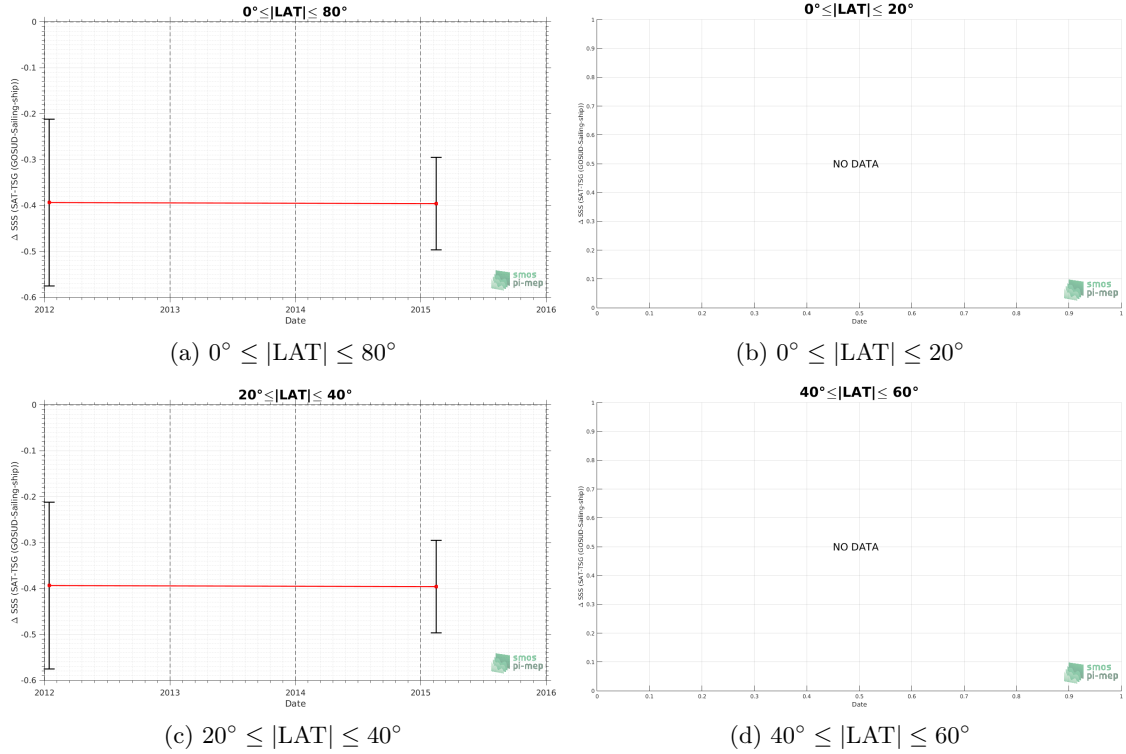 0°≤|LAT|≤ 80°
0
-0.1
-0.2
-0.3
-0.4
-0.5
-0.6
Δ SSS (SAT-TSG (GOSUD-Sailing-ship))
2012
2013
2014
2015
2016
Date
smos
pi-mep
(a) 0° ≤ |LAT| ≤ 80°
0°≤|LAT|≤ 20°
1
0.9
0.8
0.7
0.6
0.5
0.4
0.3
0.2
0.1
0
Δ SSS (SAT-TSG (GOSUD-Sailing-ship))
NO DATA
0
0.1
0.2
0.3
0.4
0.5
0.6
0.7
0.8
0.9
1
Date
smos
pi-mep
(b) 0° ≤ |LAT| ≤ 20°
20°≤|LAT|≤ 40°
0
-0.1
-0.2
-0.3
-0.4
-0.5
-0.6
Δ SSS (SAT-TSG (GOSUD-Sailing-ship))
2012
2013
2014
2015
2016
Date
smos
pi-mep
(c) 20° ≤ |LAT| ≤ 40°
40°≤|LAT|≤ 60°
1
0.9
0.8
0.7
0.6
0.5
0.4
0.3
0.2
0.1
0
Δ SSS (SAT-TSG (GOSUD-Sailing-ship))
NO DATA
0
0.1
0.2
0.3
0.4
0.5
0.6
0.7
0.8
0.9
1
Date
smos
pi-mep
(d) 40° ≤ |LAT| ≤ 60°